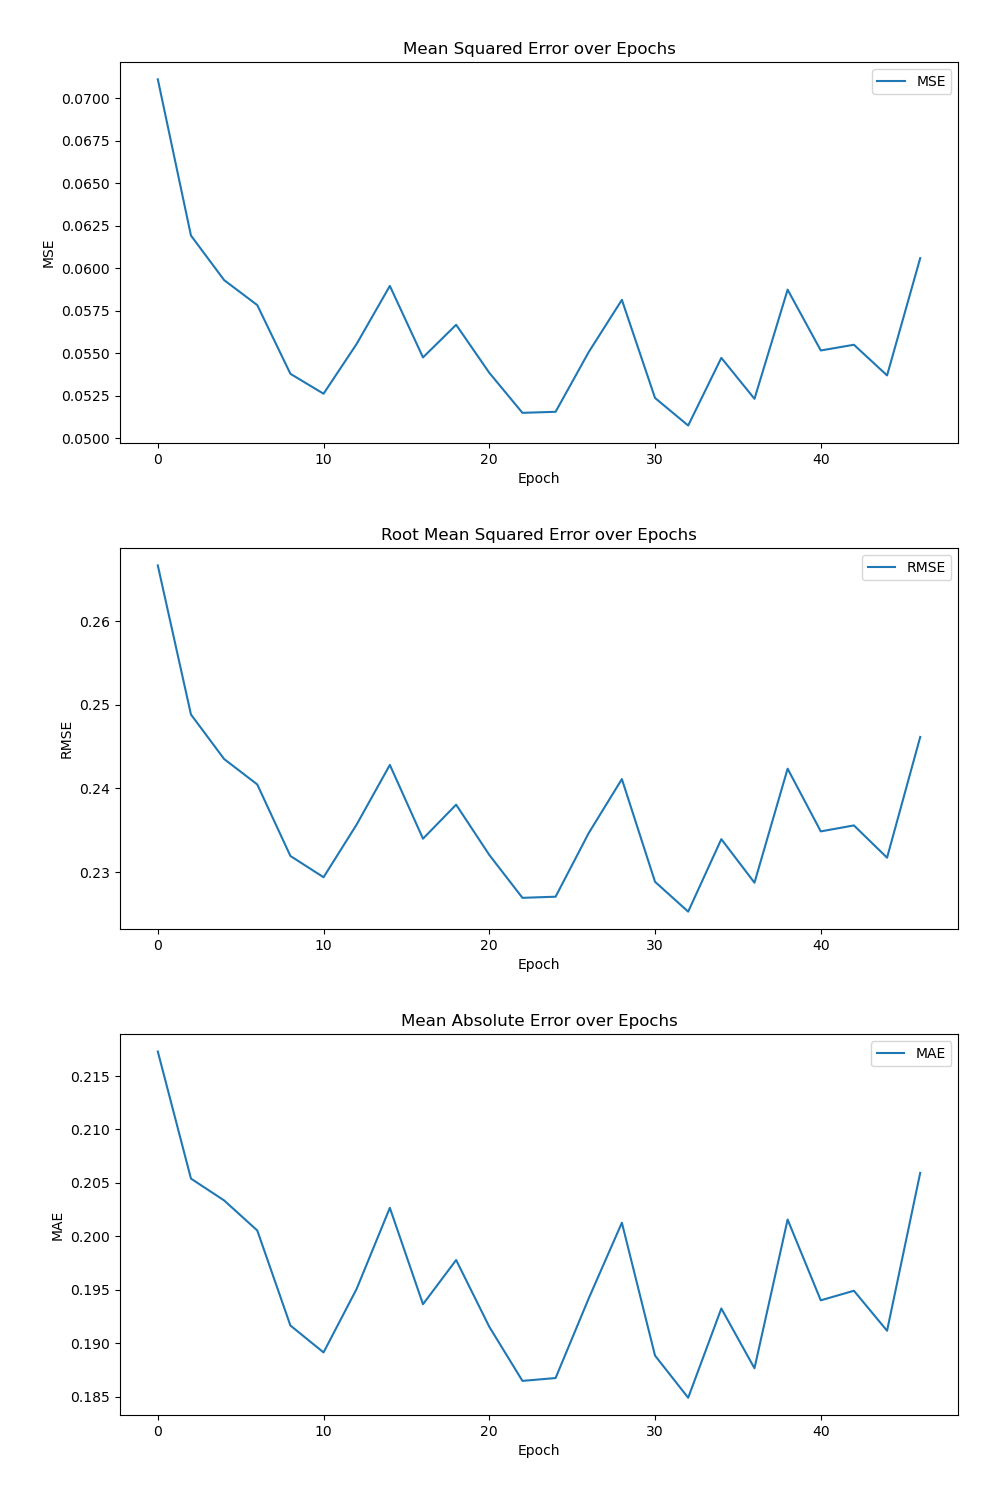 Mean Squared Error over Epochs
MSE
0.0700
0.0675
0.0650
0.0625
0.0600
0.0575
0.0550
0.0525
0.0500
MSE
0 10 20 30 40
Epoch
Root Mean Squared Error over Epochs
RMSE
0.26
0.25
0.24
0.23
RMSE
0 10 20 30 40
Epoch
Mean Absolute Error over Epochs
MAE
0.215
0.210
0.205
0.200
0.195
0.190
0.185
MAE
0 10 20 30 40
Epoch